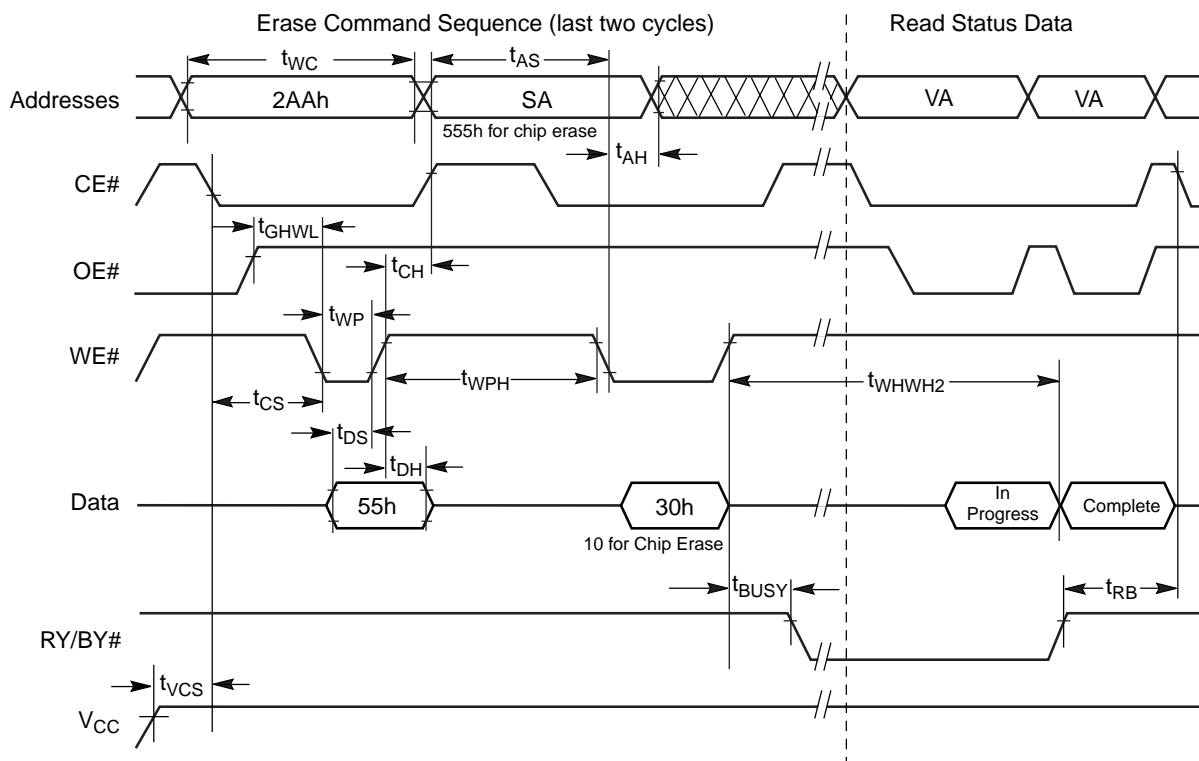 Erase Command Sequence (last two cycles)
Read Status Data
tWC
tAS
Addresses
2AAh
SA
VA
VA
555h for chip erase
tAH
CE#
tGHWL
OE#
tCH
tWP
WE#
tWPH
tWHWH2
tCS
tDS
tDH
Data
55h
30h
In
Progress
Complete
10 for Chip Erase
tBUSY
tRB
RY/BY#
tVCS
VCC